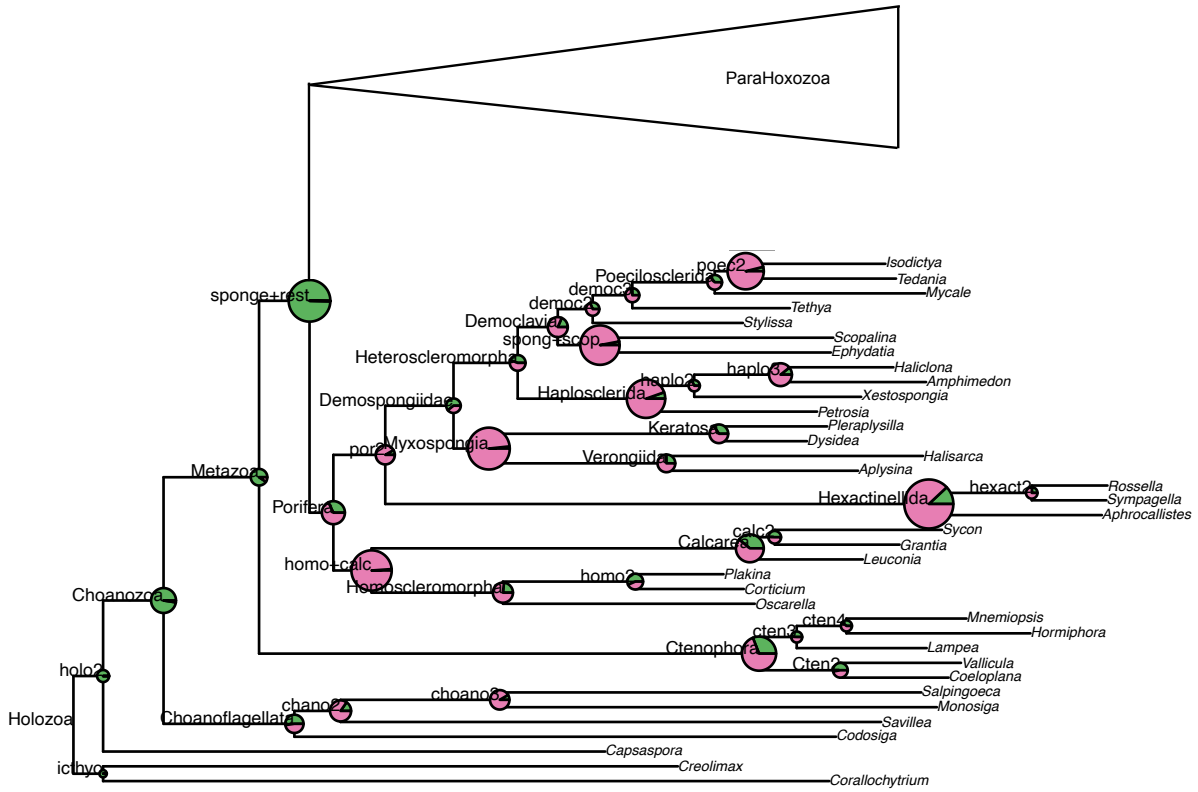 ParaHoxozoa
poec2
Isodictya
Poecilosclerida
Tedania
sponge+rest
democ3
Mycale
democ2
Tethya
Democlavia
Stylissa
spong+scop
Scopalina
Heteroscleromorpha
Ephydatia
haplo3
Haliclona
haplo2
Amphimedon
Haplosclerida
Xestospongia
Demospongiidae
Petrosia
Keratosa
Pleraplysilla
por2
Myxospongia
Dysidea
Verongiida
Halisarca
Metazoa
Aplysina
Hexactinellida
hexact2
Rossella
Sympagella
Porifera
Aphrocallistes
calc2
Sycon
Calcarea
Grantia
homo+calc
Leuconia
homo2
Plakina
Homoscleromorpha
Corticium
Choanozoa
Oscarella
cten4
Mnemiopsis
cten3
Hormiphora
Ctenophora
Lampea
holo2
Cten2
Vallicula
Coeloplana
choano3
Salpingoeca
chano2
Monosiga
Holozoa
Choanoflagellata
Savillea
Codosiga
Capsaspora
icthyo
Creolimax
Corallochytrium